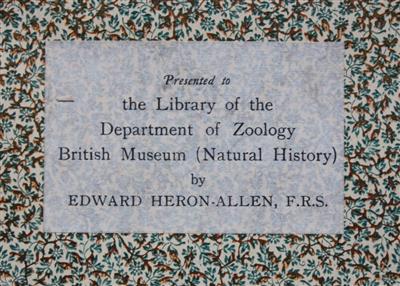 Presented to
the Library of the
Department of Zoology
British Museum (Natural History)
by
EDWARD HERON-ALLEN, F.R.S.